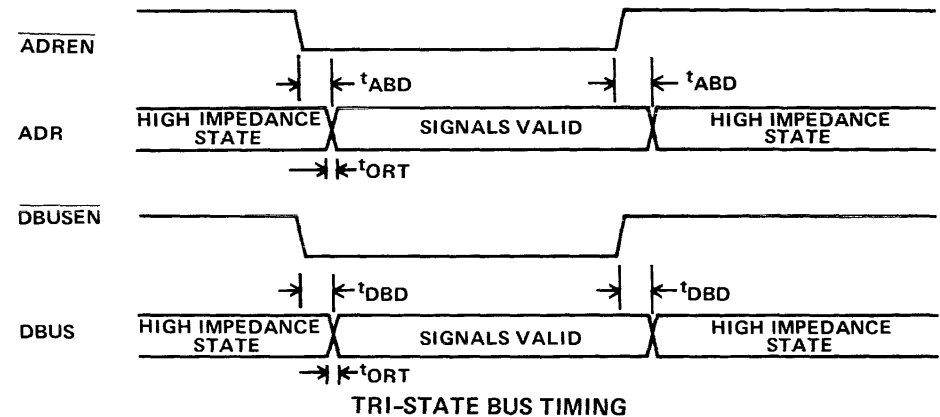 ADREN
tABD tABD
ADR HIGH IMPEDANCE STATE SIGNALS VALID HIGH IMPEDANCE STATE
tORT
DBUSEN
tDBD tDBD
DBUS HIGH IMPEDANCE STATE SIGNALS VALID HIGH IMPEDANCE STATE
tORT
TRI-STATE BUS TIMING